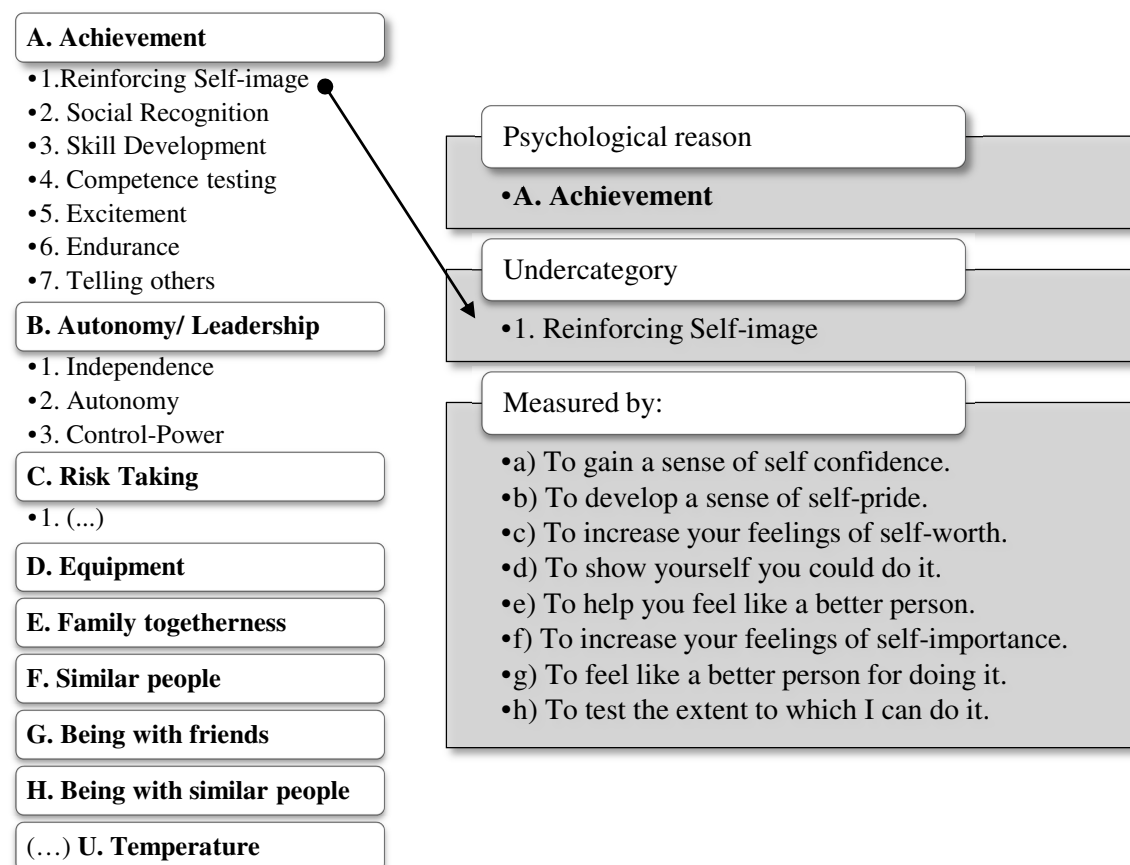 A. Achievement
•1.Reinforcing Self-image
•2. Social Recognition
•3. Skill Development
•4. Competence testing
•5. Excitement
•6. Endurance
•7. Telling others
B. Autonomy/ Leadership
•1. Independence
•2. Autonomy
•3. Control-Power
C. Risk Taking
•1. (...)
D. Equipment
E. Family togetherness
F. Similar people
G. Being with friends
H. Being with similar people
(…) U. Temperature
Psychological reason
•A. Achievement
Undercategory
•1. Reinforcing Self-image
Measured by:
•a) To gain a sense of self confidence.
•b) To develop a sense of self-pride.
•c) To increase your feelings of self-worth.
•d) To show yourself you could do it.
•e) To help you feel like a better person.
•f) To increase your feelings of self-importance.
•g) To feel like a better person for doing it.
•h) To test the extent to which I can do it.